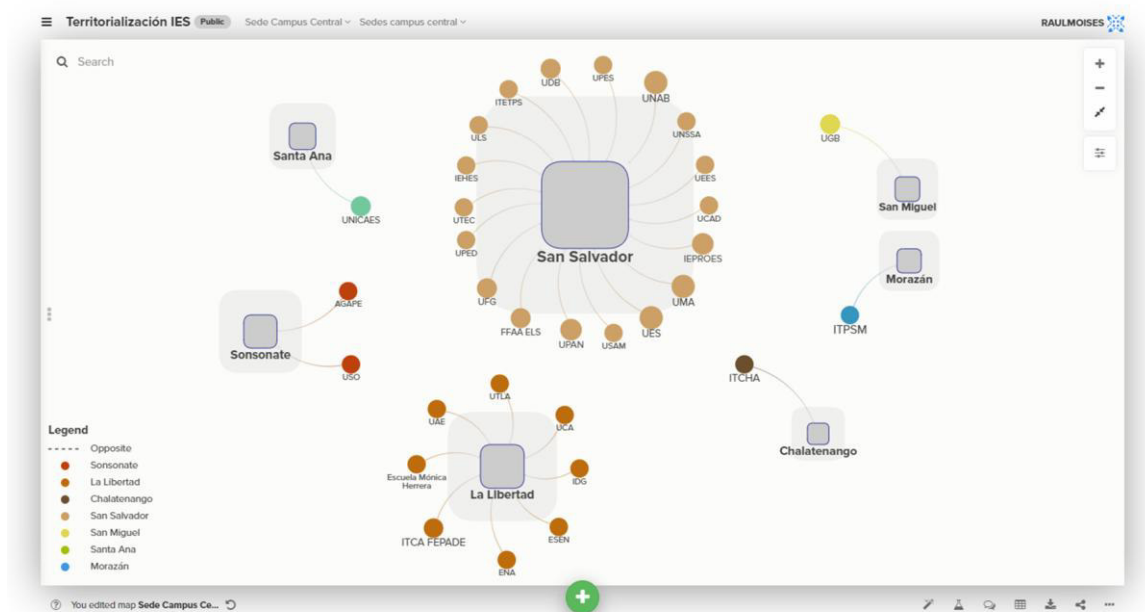 Territorialización IES Public Sede Campus Central Sedes campus central
RAULMOISES
Search
UDB
UPES
ITETPS
UNAB
ULS
UNSSA
IEHES
UEES
UTEC
UCAD
UPED
IEPROES
San Salvador
UFG
UMA
FFAA ELS
UPAN
USAM
UES
Santa Ana
UNICAES
UGB
San Miguel
Morazán
ITPSM
AGAPE
Sonsonate
USO
ITCHA
Chalatenango
UTLA
UAE
UCA
Escuela Mónica
Herrera
IDG
La Libertad
ITCA FEPADE
ESEN
ENA
Legend
Opposite
Sonsonate
La Libertad
Chalatenango
San Salvador
San Miguel
Santa Ana
Morazán
You edited map Sede Campus Ce...